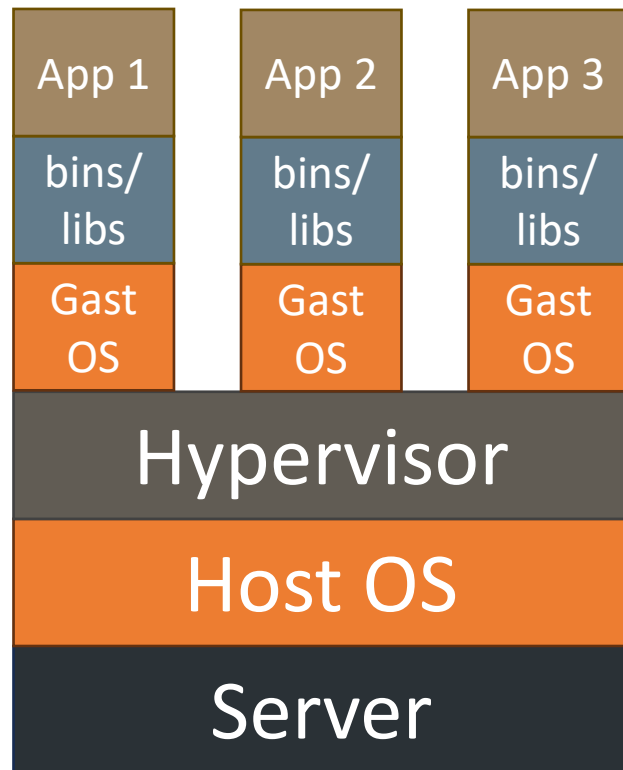 App 1
App 2
App 3
bins/
libs
bins/
libs
bins/
libs
Gast
OS
Gast
OS
Gast
OS
Hypervisor
Host OS
Server